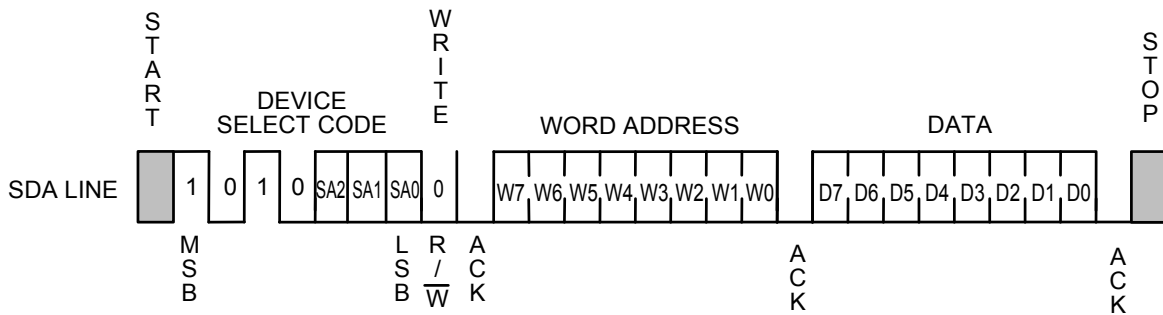 START
WRITE
STOP
DEVICE
SELECT CODE
WORD ADDRESS
DATA
SDA LINE
1 0 1 0 SA2 SA1 SA0 0 W7 W6 W5 W4 W3 W2 W1 W0 D7 D6 D5 D4 D3 D2 D1 D0
MSB
LSB
R/W̅
ACK
ACK
ACK